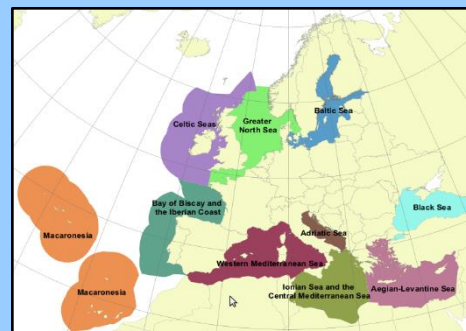 Celtic Seas
Greater
North Sea
Baltic Sea
Bay of Biscay and
the Iberian Coast
Black Sea
Adriatic Sea
Macaronesia
Western Mediterranean Sea
Macaronesia
Ionian Sea and the
Central Mediterranean Sea
Aegian-Levantine Sea